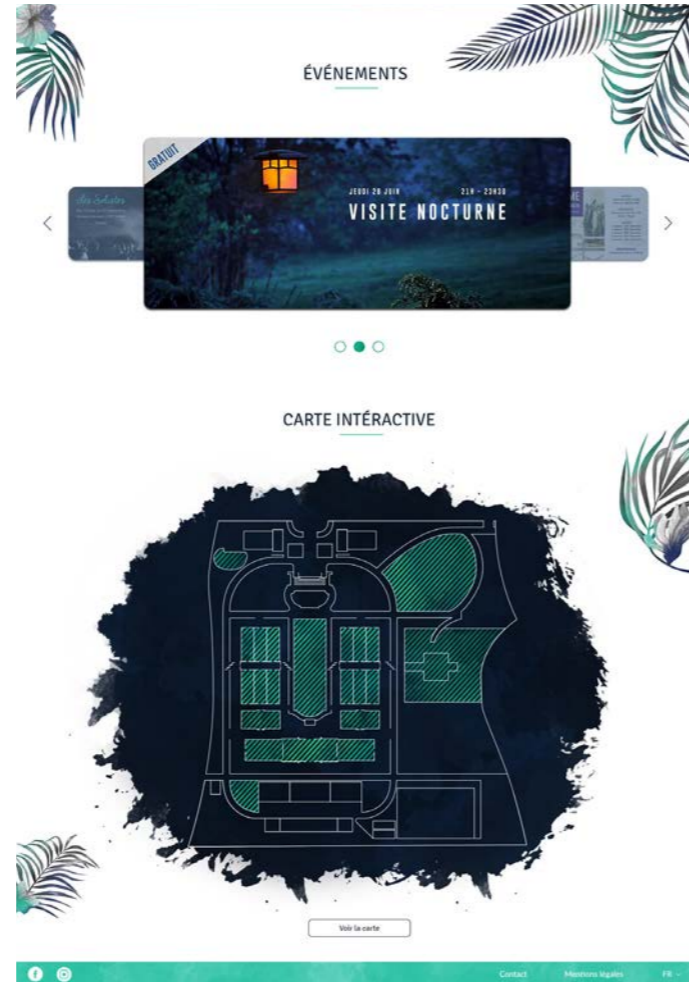 ÉVÉNEMENTS
GRATUIT
JEUDI 28 JUIN 21H - 23H30
VISITE NOCTURNE
CARTE INTÉRACTIVE
Voir la carte
Contact Mentions légales FR